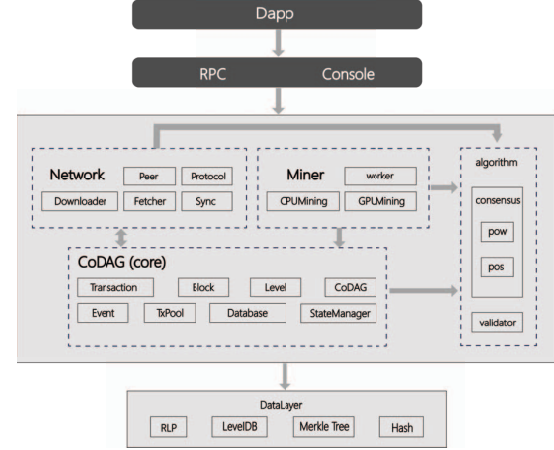 Dapp
RPC Console
algorithm
Network Peer Protocol
Downloader Fetcher Sync
Miner worker
CPUMining GPUMining
consensus
pow
pos
validator
CoDAG (core)
Transaction Block Level CoDAG
Event TxPool Database StateManager
DataLayer
RLP LevelDB Merkle Tree Hash